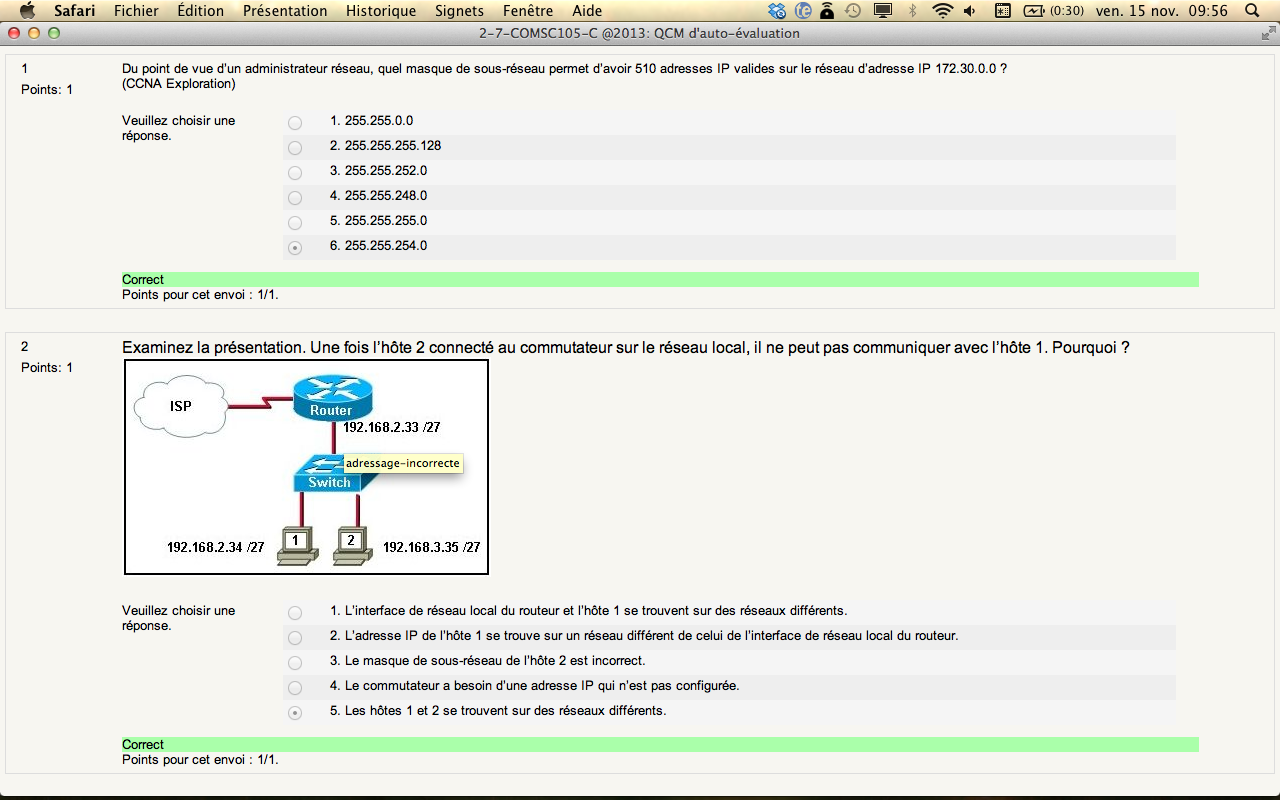 Safari Fichier Édition Présentation Historique Signets Fenêtre Aide (0:30) ven. 15 nov. 09:56
2-7-COMSC105-C @2013: QCM d'auto-évaluation
1
Points: 1
Du point de vue d'un administrateur réseau, quel masque de sous-réseau permet d'avoir 510 adresses IP valides sur le réseau d'adresse IP 172.30.0.0 ?
(CCNA Exploration)
Veuillez choisir une
réponse.
1. 255.255.0.0
2. 255.255.255.128
3. 255.255.252.0
4. 255.255.248.0
5. 255.255.255.0
6. 255.255.254.0
Correct
Points pour cet envoi : 1/1.
2
Points: 1
Examinez la présentation. Une fois l'hôte 2 connecté au commutateur sur le réseau local, il ne peut pas communiquer avec l'hôte 1. Pourquoi ?
ISP
Router
192.168.2.33 /27
adressage-incorrecte
Switch
1
2
192.168.2.34 /27
192.168.3.35 /27
Veuillez choisir une
réponse.
1. L'interface de réseau local du routeur et l'hôte 1 se trouvent sur des réseaux différents.
2. L'adresse IP de l'hôte 1 se trouve sur un réseau différent de celui de l'interface de réseau local du routeur.
3. Le masque de sous-réseau de l'hôte 2 est incorrect.
4. Le commutateur a besoin d'une adresse IP qui n'est pas configurée.
5. Les hôtes 1 et 2 se trouvent sur des réseaux différents.
Correct
Points pour cet envoi : 1/1.